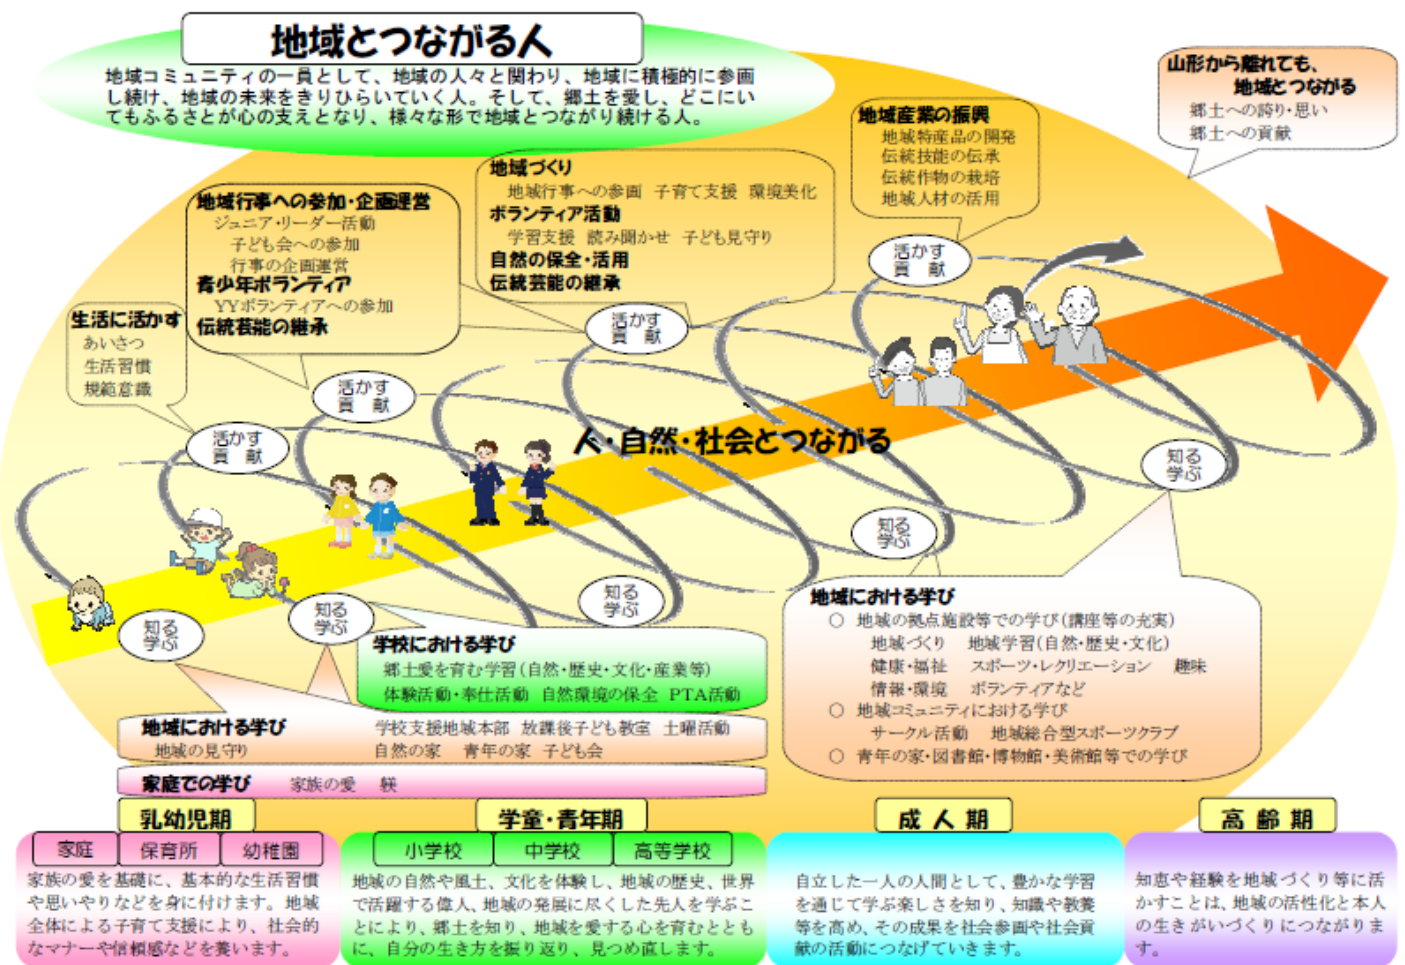 地域とつながる人
地域コミュニティの一員として、地域の人々と関わり、地域に積極的に参画
し続け、地域の未来をきりひらいていく人。そして、郷土を愛し、どこにい
てもふるさとが心の支えとなり、様々な形で地域とつながり続ける人。
山形から離れても、
地域とつながる
郷土への誇り・思い
郷土への貢献
地域産業の振興
地域特産品の開発
伝統技能の伝承
伝統作物の栽培
地域人材の活用
地域づくり
地域行事への参画 子育て支援 環境美化
ボランティア活動
学習支援 読み聞かせ 子ども見守り
自然の保全・活用
伝統芸能の継承
地域行事への参加・企画運営
ジュニア・リーダー活動
子ども会への参加
行事の企画運営
青少年ボランティア
YYボランティアへの参加
伝統芸能の継承
生活に活かす
あいさつ
生活習慣
規範意識
活かす
貢 献
活かす
貢 献
活かす
貢 献
活かす
貢 献
人・自然・社会とつながる
知る
学ぶ
知る
学ぶ
知る
学ぶ
知る
学ぶ
知る
学ぶ
学校における学び
郷土愛を育む学習(自然・歴史・文化・産業等)
体験活動・奉仕活動 自然環境の保全 PTA活動
地域における学び 学校支援地域本部 放課後子ども教室 土曜活動
地域の見守り 自然の家 青年の家 子ども会
家庭での学び 家族の愛 躾
地域における学び
○ 地域の拠点施設等での学び(講座等の充実)
地域づくり 地域学習(自然・歴史・文化)
健康・福祉 スポーツ・レクリエーション 趣味
情報・環境 ボランティアなど
○ 地域コミュニティにおける学び
サークル活動 地域総合型スポーツクラブ
○ 青年の家・図書館・博物館・美術館等での学び
乳幼児期
家庭 保育所 幼稚園
家族の愛を基礎に、基本的な生活習慣
や思いやりなどを身に付けます。地域
全体による子育て支援により、社会的
なマナーや信頼感などを養います。
学童・青年期
小学校 中学校 高等学校
地域の自然や風土、文化を体験し、地域の歴史、世界
で活躍する偉人、地域の発展に尽くした先人を学ぶこ
とにより、郷土を知り、地域を愛する心を育むととも
に、自分の生き方を振り返り、見つめ直します。
成 人 期
自立した一人の人間として、豊かな学習
を通じて学ぶ楽しさを知り、知識や教養
等を高め、その成果を社会参画や社会貢
献の活動につなげていきます。
高 齢 期
知恵や経験を地域づくり等に活
かすことは、地域の活性化と本人
の生きがいづくりにつながりま
す。